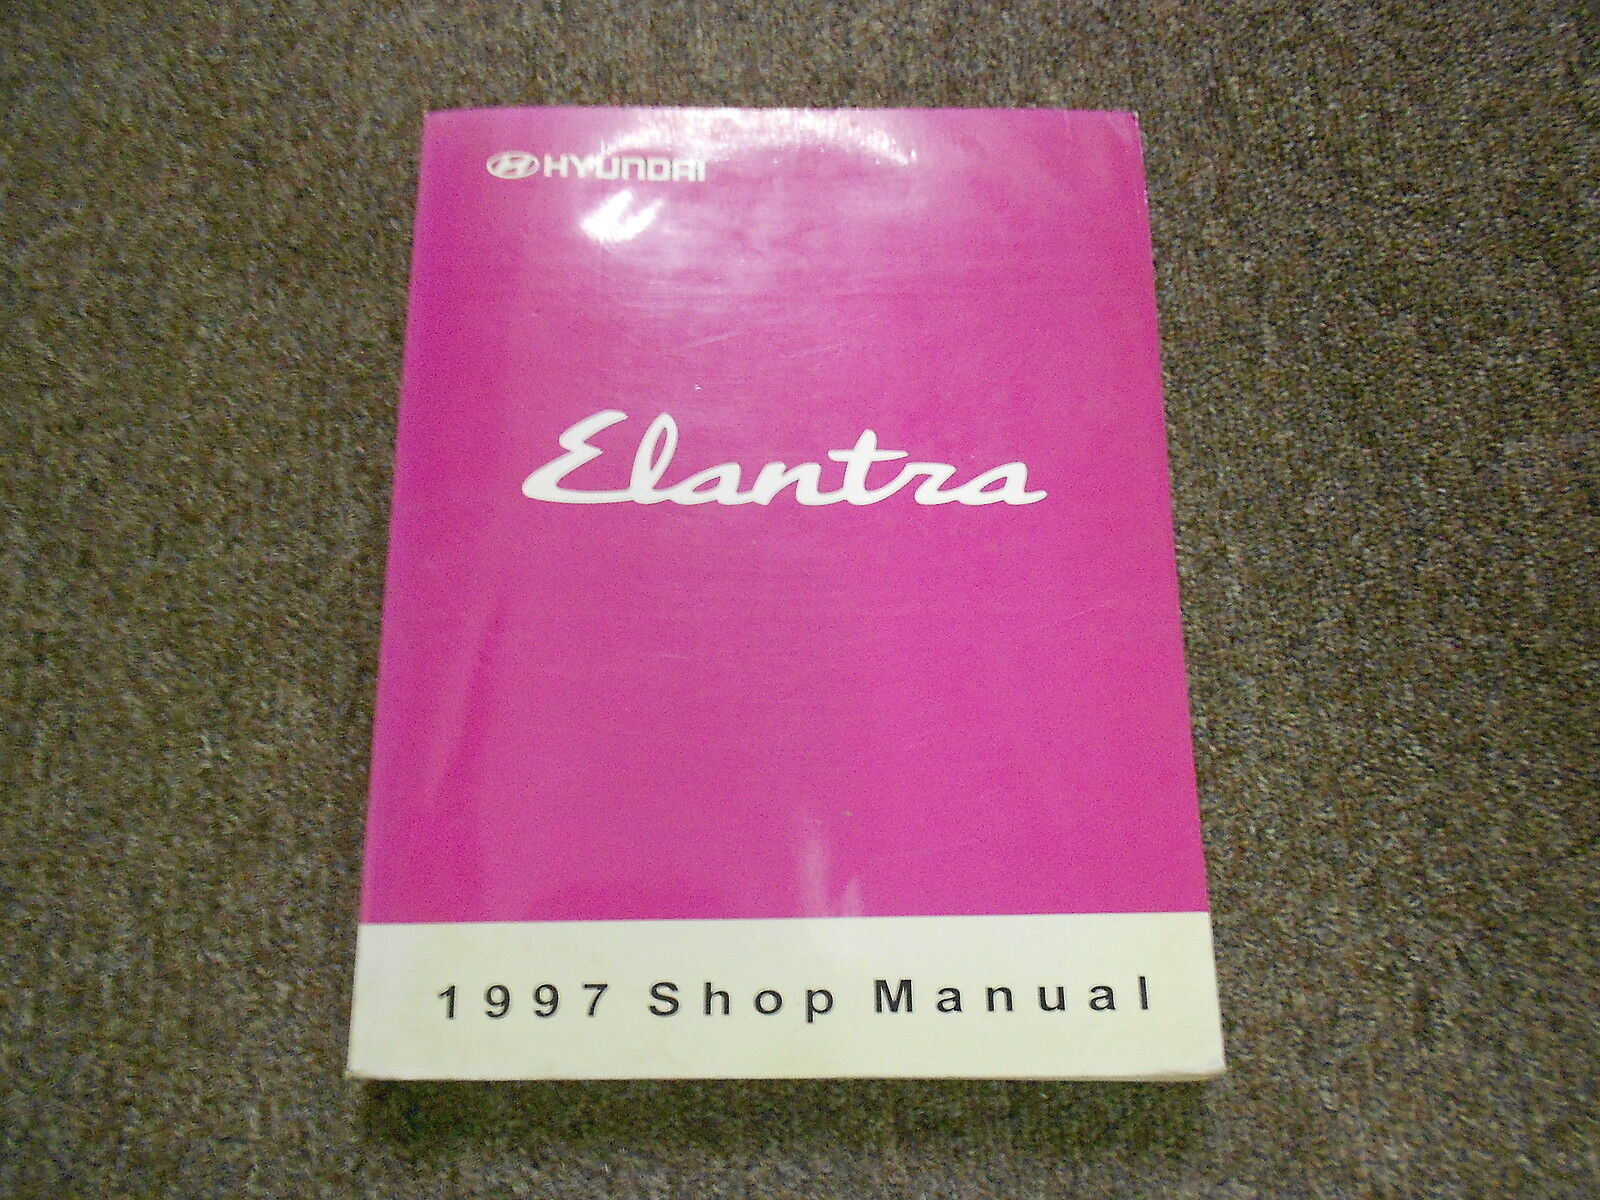 HYUNDAI
Elantra
1997 Shop Manual